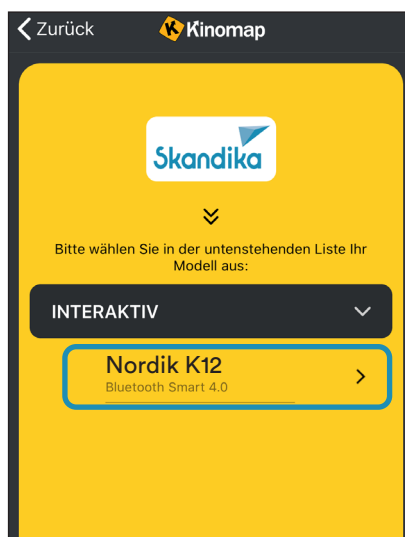 Zurück Kinomap
Skandika
Bitte wählen Sie in der untenstehenden Liste Ihr
Modell aus:
INTERAKTIV
Nordik K12
Bluetooth Smart 4.0